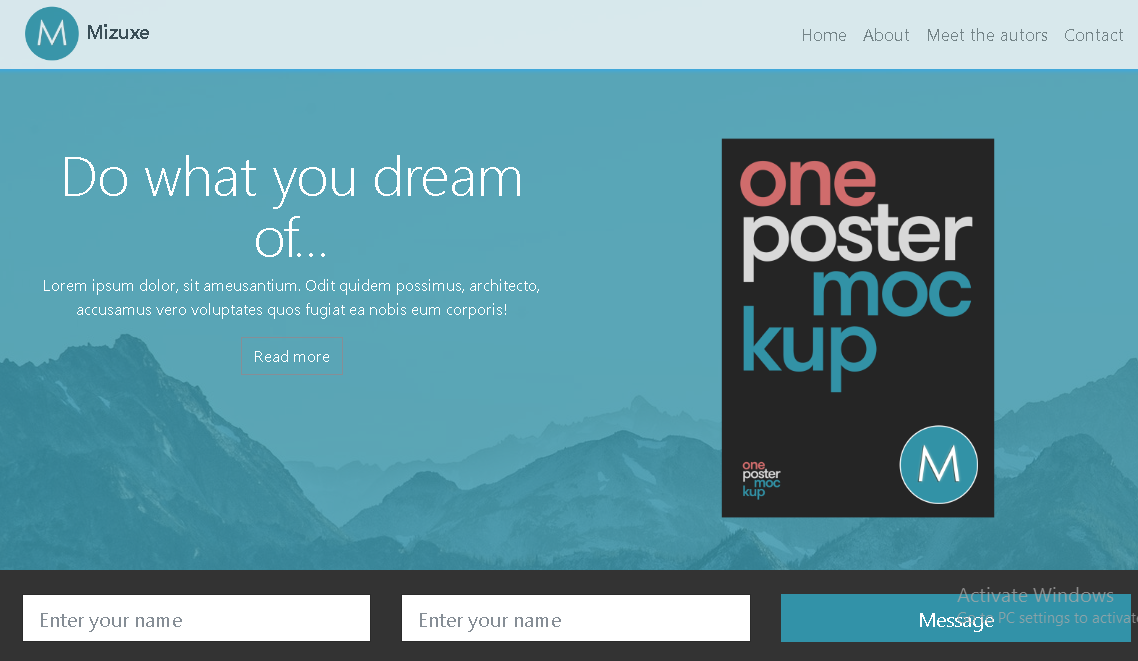 M
Mizuxe
Home About Meet the autors Contact
Do what you dream
of...
Lorem ipsum dolor, sit ameusantium. Odit quidem possimus, architecto,
accusamus vero voluptates quos fugiat ea nobis eum corporis!
Read more
one
poster
moc
kup
one
poster
moc
kup
M
Enter your name
Enter your name
Message
Activate Windows
Go to PC settings to activate